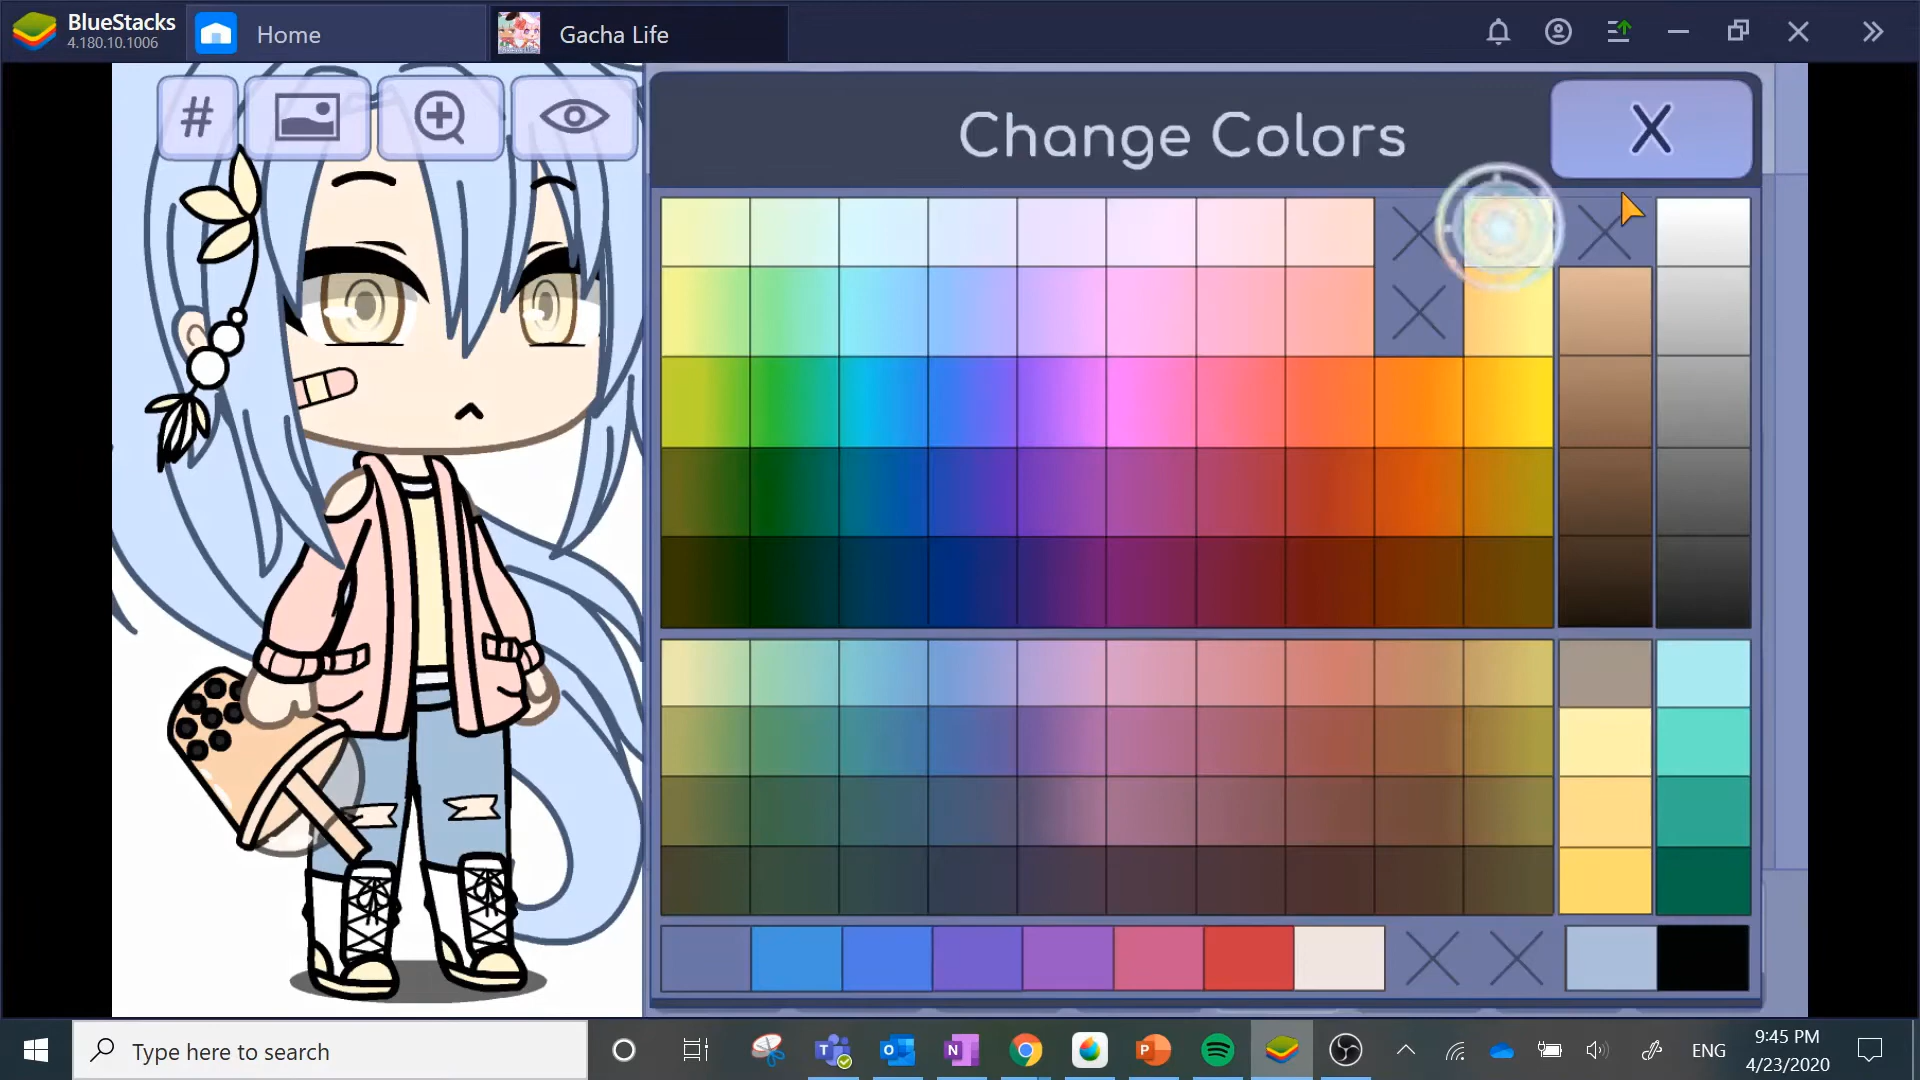 BlueStacks
4.180.10.1006
Home
Gacha Life
#
Change Colors
X
Type here to search
ENG
9:45 PM
4/23/2020